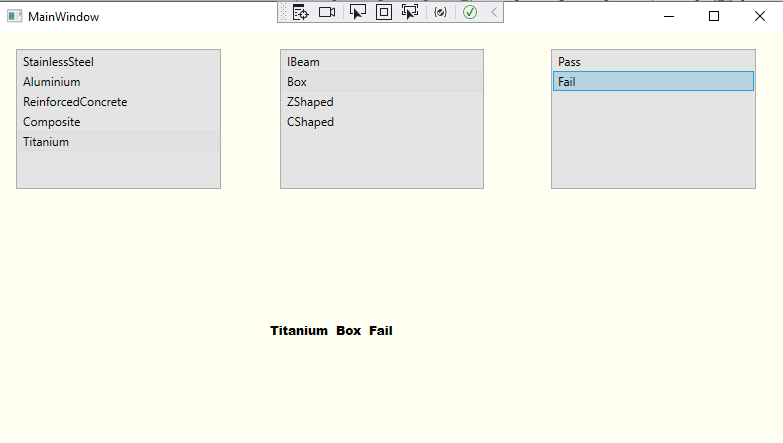 MainWindow
StainlessSteel
Aluminium
ReinforcedConcrete
Composite
Titanium
IBeam
Box
ZShaped
CShaped
Pass
Fail
Titanium Box Fail